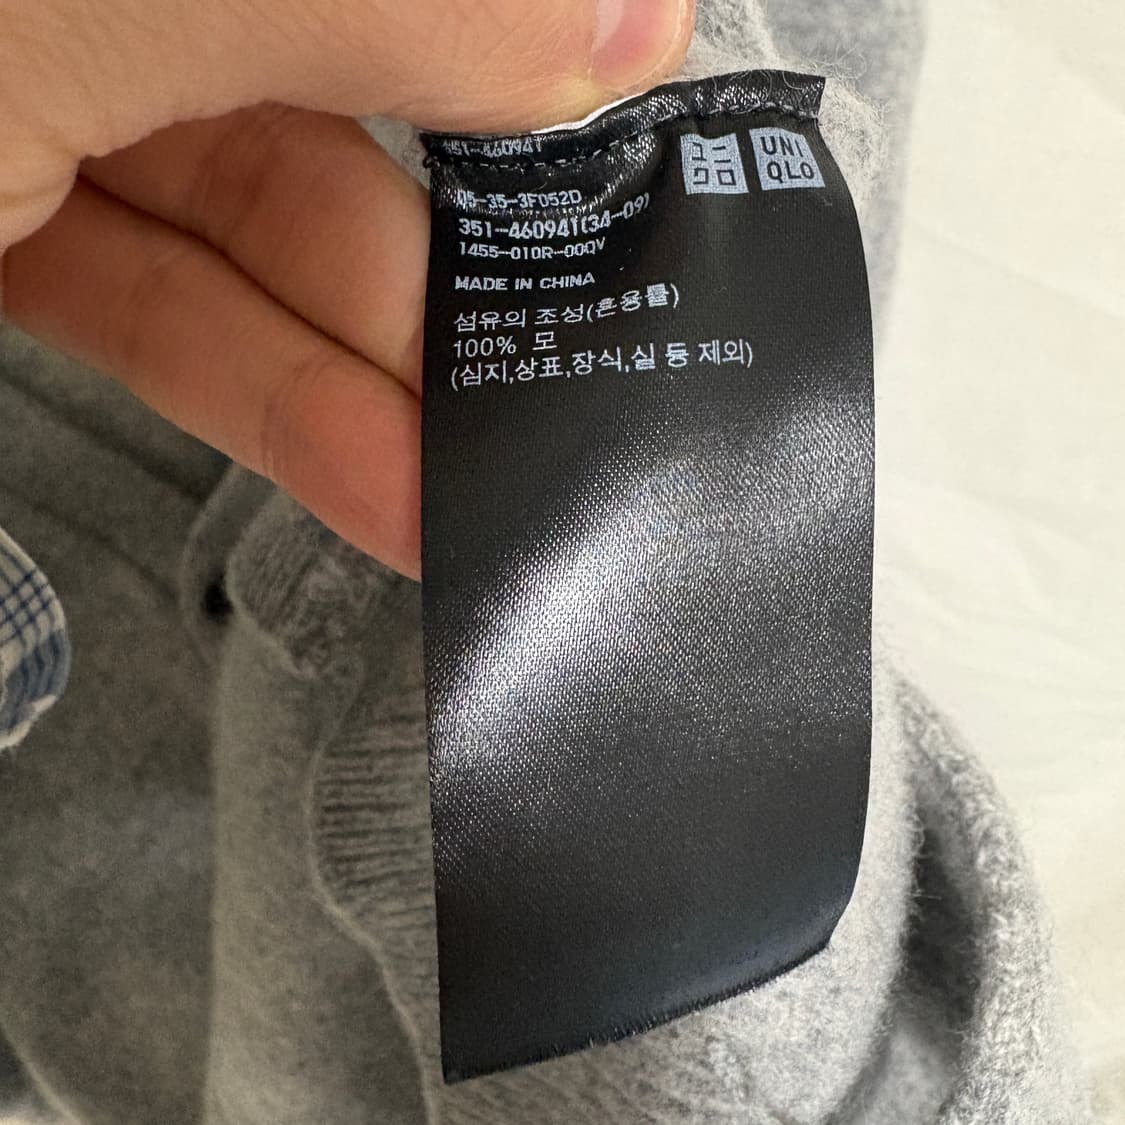 351-460941
ユニ
クロ
UNI
QLO
05-35-3F052D
351-460941(34-09)
1455-010R-000V
MADE IN CHINA
섬유의 조성(혼용률)
100% 모
(심지,상표,장식,실 등 제외)